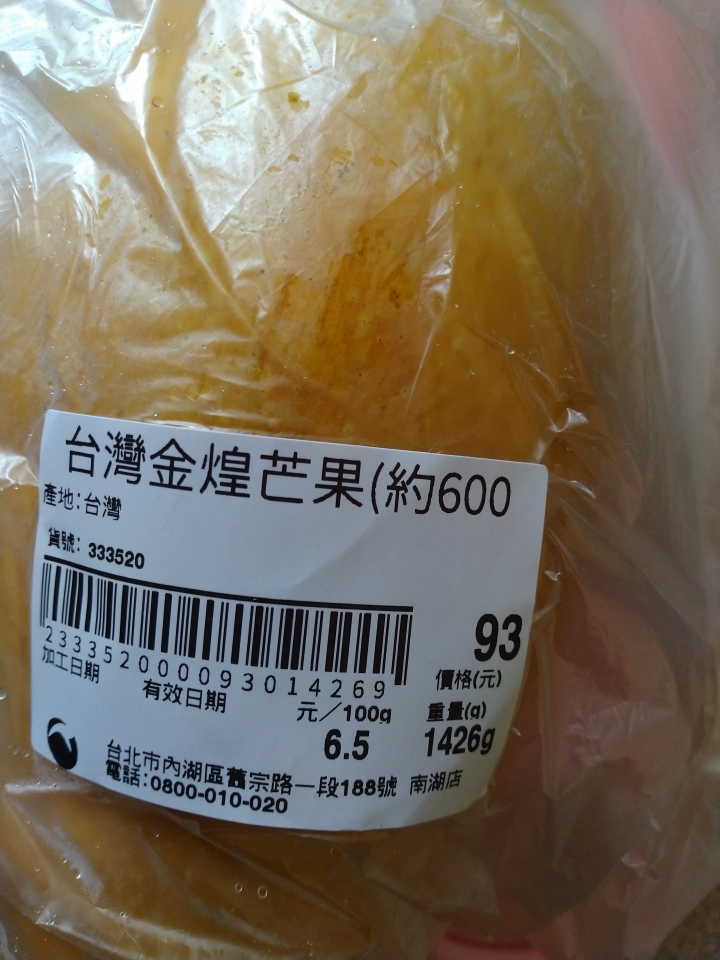 台灣金煌芒果(約600
產地:台灣
貨號: 333520
2333520000093014269
93
加工日期
有效日期
元／100g
價格(元)
重量(g)
6.5
1426g
台北市內湖區舊宗路一段188號 南湖店
電話:0800-010-020